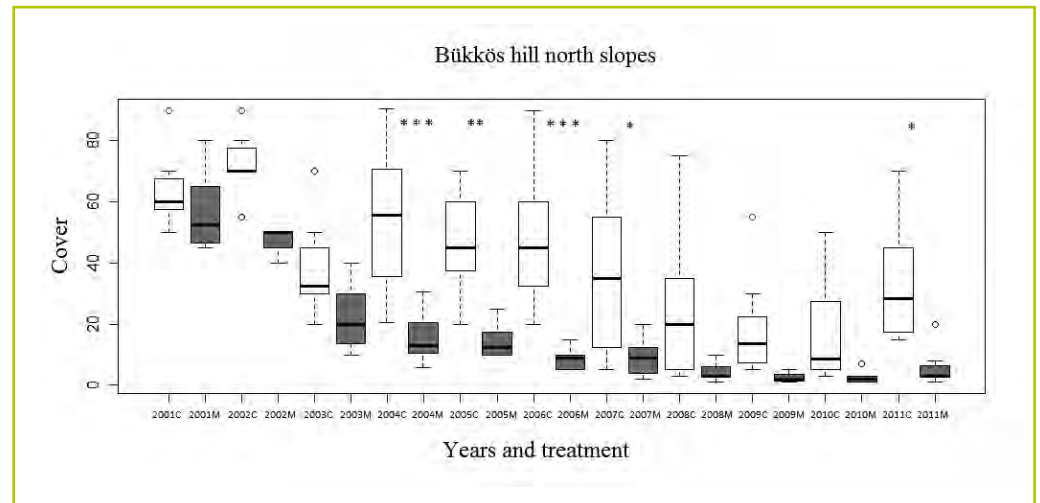 Bükkös hill north slopes
*** ** *** * *
Cover
80
60
40
20
0
2001C 2001M 2002C 2002M 2003C 2003M 2004C 2004M 2005C 2005M 2006C 2006M 2007C 2007M 2008C 2008M 2009C 2009M 2010C 2010M 2011C 2011M
Years and treatment